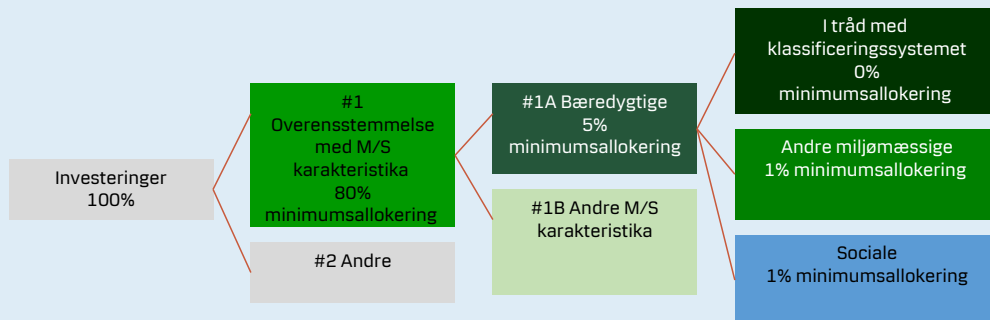 Investeringer
100%
#1
Overensstemmelse
med M/S
karakteristika
80%
minimumsallokering
#2 Andre
#1A Bæredygtige
5%
minimumsallokering
#1B Andre M/S
karakteristika
I tråd med
klassificeringssystemet
0%
minimumsallokering
Andre miljømæssige
1% minimumsallokering
Sociale
1% minimumsallokering